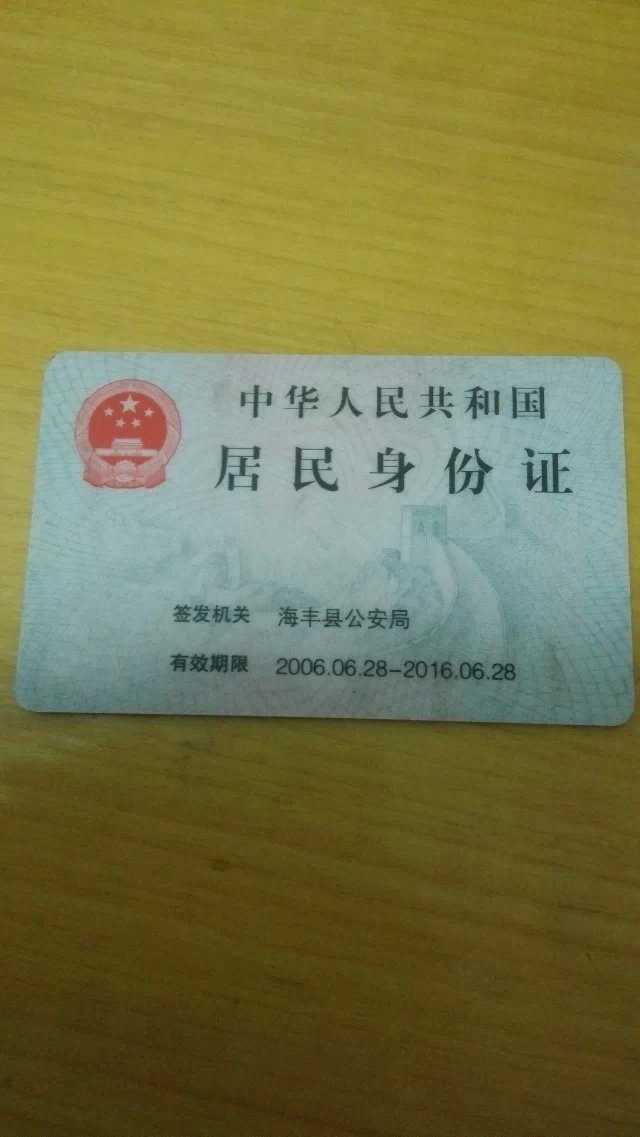 中华人民共和国
居民身份证
签发机关 海丰县公安局
有效期限 2006.06.28-2016.06.28